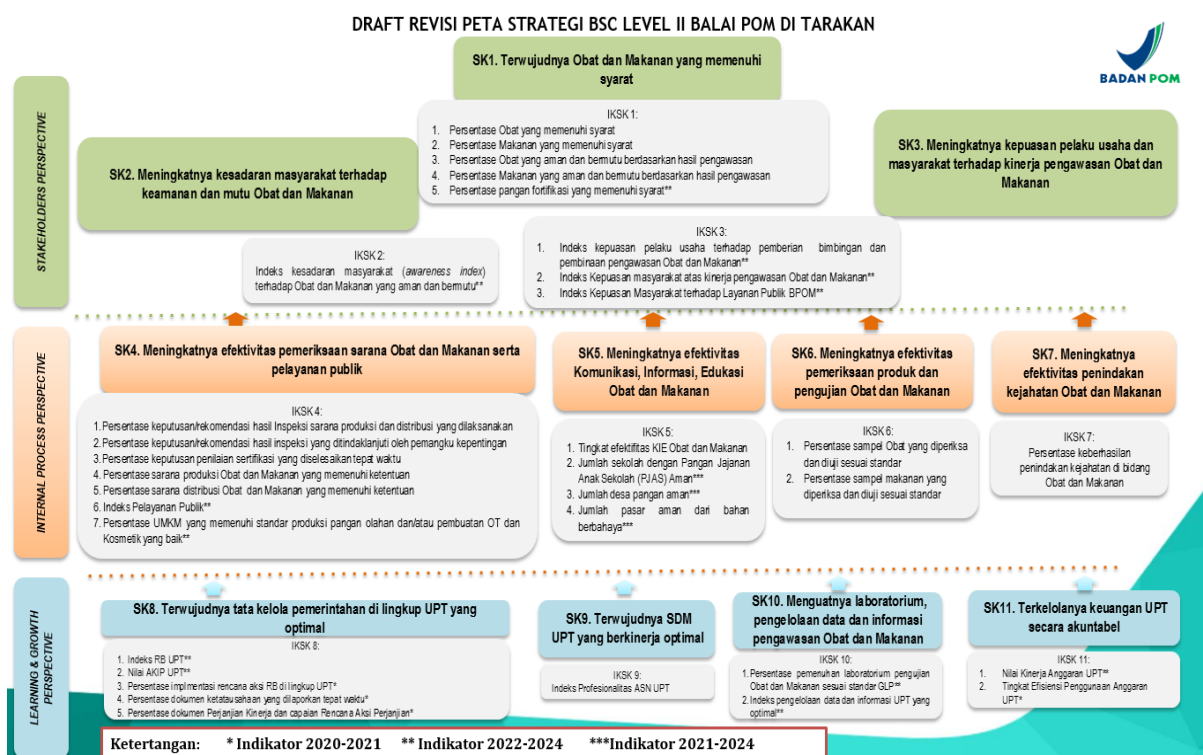 DRAFT REVISI PETA STRATEGI BSC LEVEL II BALAI POM DI TARAKAN
BADAN POM
STAKEHOLDERS PERSPECTIVE
SK1. Terwujudnya Obat dan Makanan yang memenuhi
syarat
IKSK 1:
1. Persentase Obat yang memenuhi syarat
2. Persentase Makanan yang memenuhi syarat
3. Persentase Obat yang aman dan bermutu berdasarkan hasil pengawasan
4. Persentase Makanan yang aman dan bermutu berdasarkan hasil pengawasan
5. Persentase pangan fortifikasi yang memenuhi syarat**
SK2. Meningkatnya kesadaran masyarakat terhadap
keamanan dan mutu Obat dan Makanan
SK3. Meningkatnya kepuasan pelaku usaha dan
masyarakat terhadap kinerja pengawasan Obat dan
Makanan
IKSK 2:
Indeks kesadaran masyarakat (awareness index)
terhadap Obat dan Makanan yang aman dan bermutu**
IKSK 3:
1. Indeks kepuasan pelaku usaha terhadap pemberian bimbingan dan
pembinaan pengawasan Obat dan Makanan**
2. Indeks Kepuasan masyarakat atas kinerja pengawasan Obat dan Makanan**
3. Indeks Kepuasan Masyarakat terhadap Layanan Publik BPOM**
INTERNAL PROCESS PERSPECTIVE
SK4. Meningkatnya efektivitas pemeriksaan sarana Obat dan Makanan serta
pelayanan publik
IKSK 4:
1. Persentase keputusan/rekomendasi hasil Inspeksi sarana produksi dan distribusi yang dilaksanakan
2. Persentase keputusan/rekomendasi hasil inspeksi yang ditindaklanjuti oleh pemangku kepentingan
3. Persentase keputusan penilaian sertifikasi yang diselesaikan tepat waktu
4. Persentase sarana produksi Obat dan Makanan yang memenuhi ketentuan
5. Persentase sarana distribusi Obat dan Makanan yang memenuhi ketentuan
6. Indeks Pelayanan Publik**
7. Persentase UMKM yang memenuhi standar produksi pangan olahan dan/atau pembuatan OT dan
Kosmetik yang baik**
SK5. Meningkatnya efektivitas
Komunikasi, Informasi, Edukasi
Obat dan Makanan
IKSK 5:
1. Tingkat efektifitas KIE Obat dan Makanan
2. Jumlah sekolah dengan Pangan Jajanan
Anak Sekolah (PJAS) Aman***
3. Jumlah desa pangan aman***
4. Jumlah pasar aman dari bahan
berbahaya***
SK6. Meningkatnya efektivitas
pemeriksaan produk dan
pengujian Obat dan Makanan
IKSK 6:
1. Persentase sampel Obat yang diperiksa
dan diuji sesuai standar
2. Persentase sampel makanan yang
diperiksa dan diuji sesuai standar
SK7. Meningkatnya
efektivitas penindakan
kejahatan Obat dan Makanan
IKSK 7:
Persentase keberhasilan
penindakan kejahatan di bidang
Obat dan Makanan
LEARNING & GROWTH
PERSPECTIVE
SK8. Terwujudnya tata kelola pemerintahan di lingkup UPT yang
optimal
IKSK 8:
1. Indeks RB UPT**
2. Nilai AKIP UPT**
3. Persentase implmentasi rencana aksi RB di lingkup UPT*
4. Persentase dokumen ketatausahaan yang dilaporkan tepat waktu*
5. Persentase dokumen Perjanjian Kinerja dan capaian Rencana Aksi Perjanjian*
SK9. Terwujudnya SDM
UPT yang berkinerja optimal
IKSK 9:
Indeks Profesionalitas ASN UPT
SK10. Menguatnya laboratorium,
pengelolaan data dan informasi
pengawasan Obat dan Makanan
IKSK 10:
1. Persentase pemenuhan laboratorium pengujian
Obat dan Makanan sesuai standar GLP**
2. Indeks pengelolaan data dan informasi UPT yang
optimal**
SK11. Terkelolanya keuangan UPT
secara akuntabel
IKSK 11:
1. Nilai Kinerja Anggaran UPT**
2. Tingkat Efisiensi Penggunaan Anggaran
UPT*
Ketertangan: * Indikator 2020-2021 ** Indikator 2022-2024 ***Indikator 2021-2024